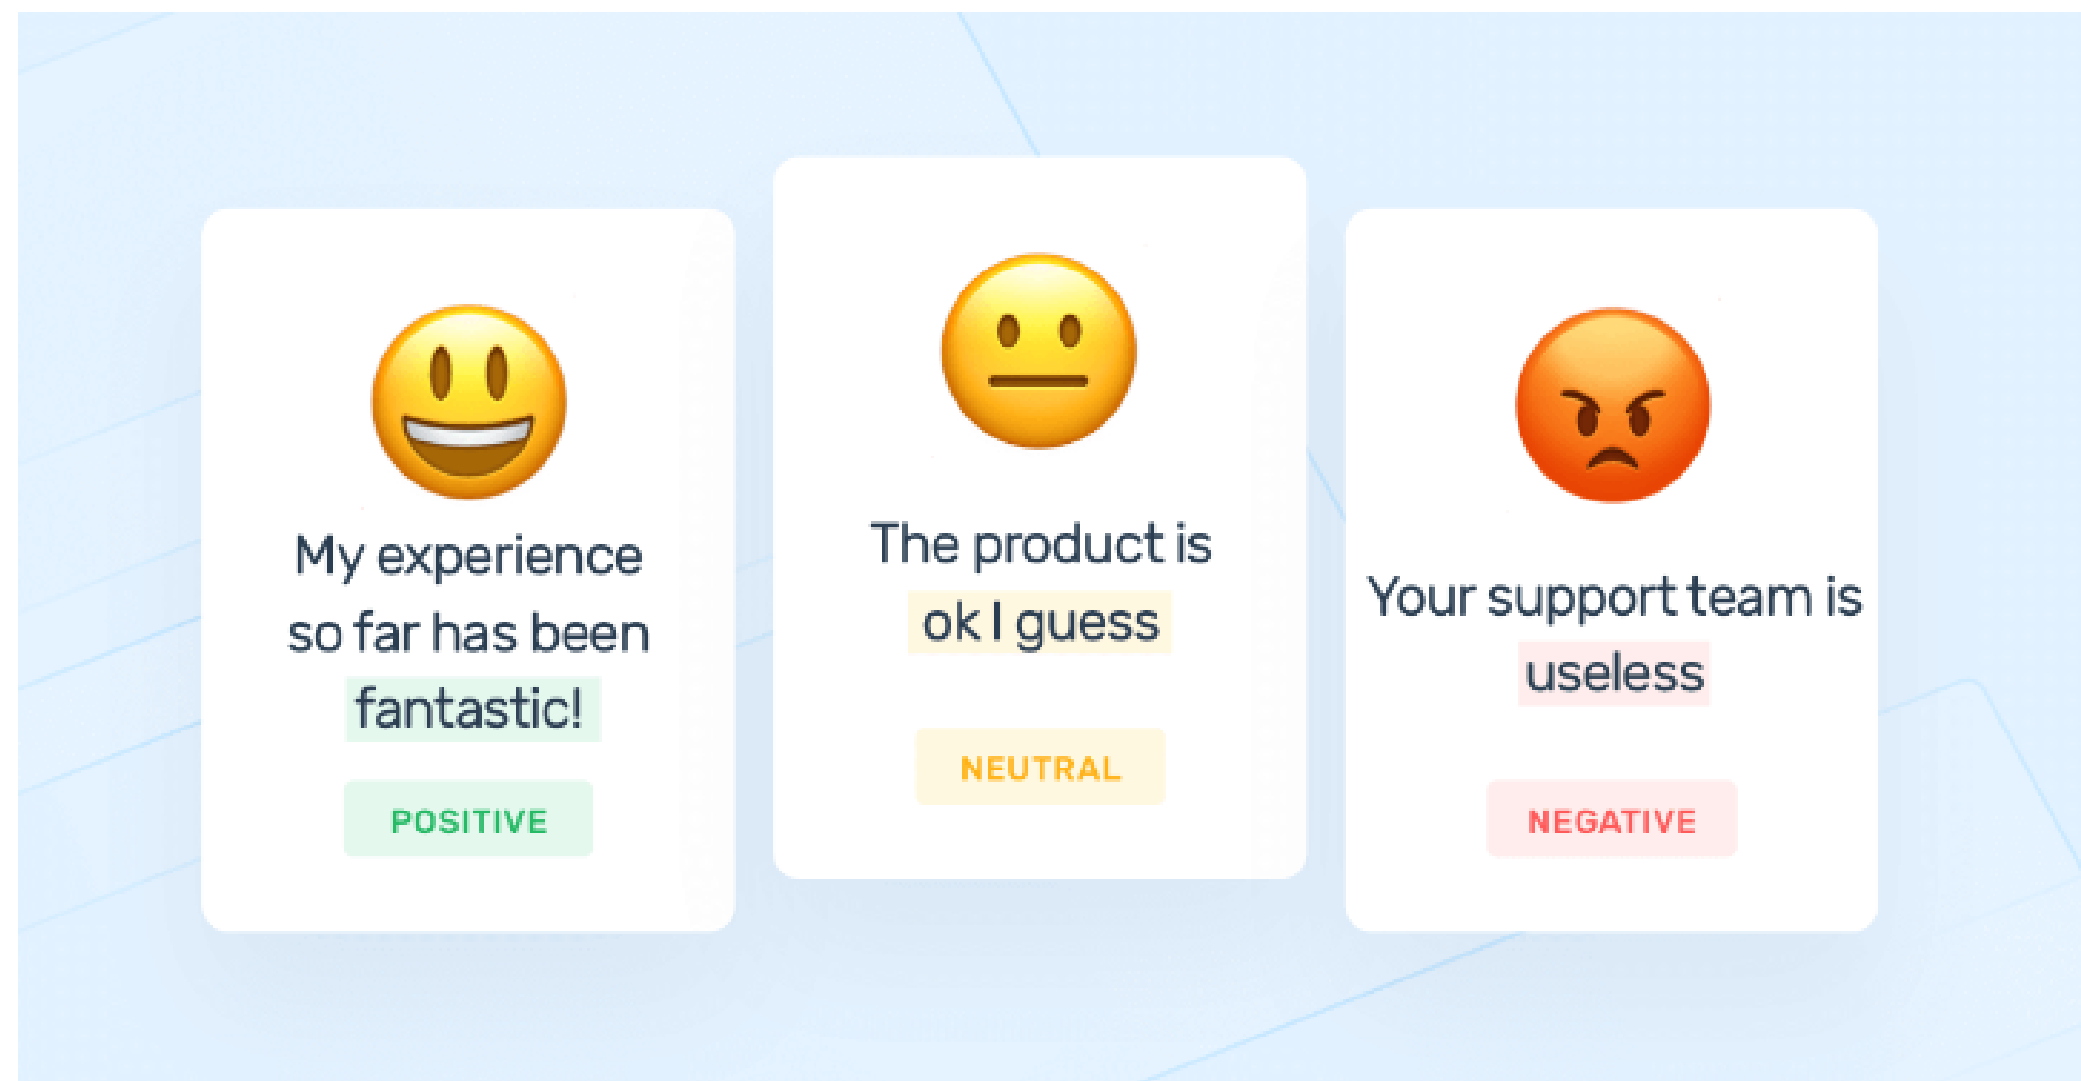 My experience
so far has been
fantastic!
POSITIVE
The product is
ok I guess
NEUTRAL
Your support team is
useless
NEGATIVE